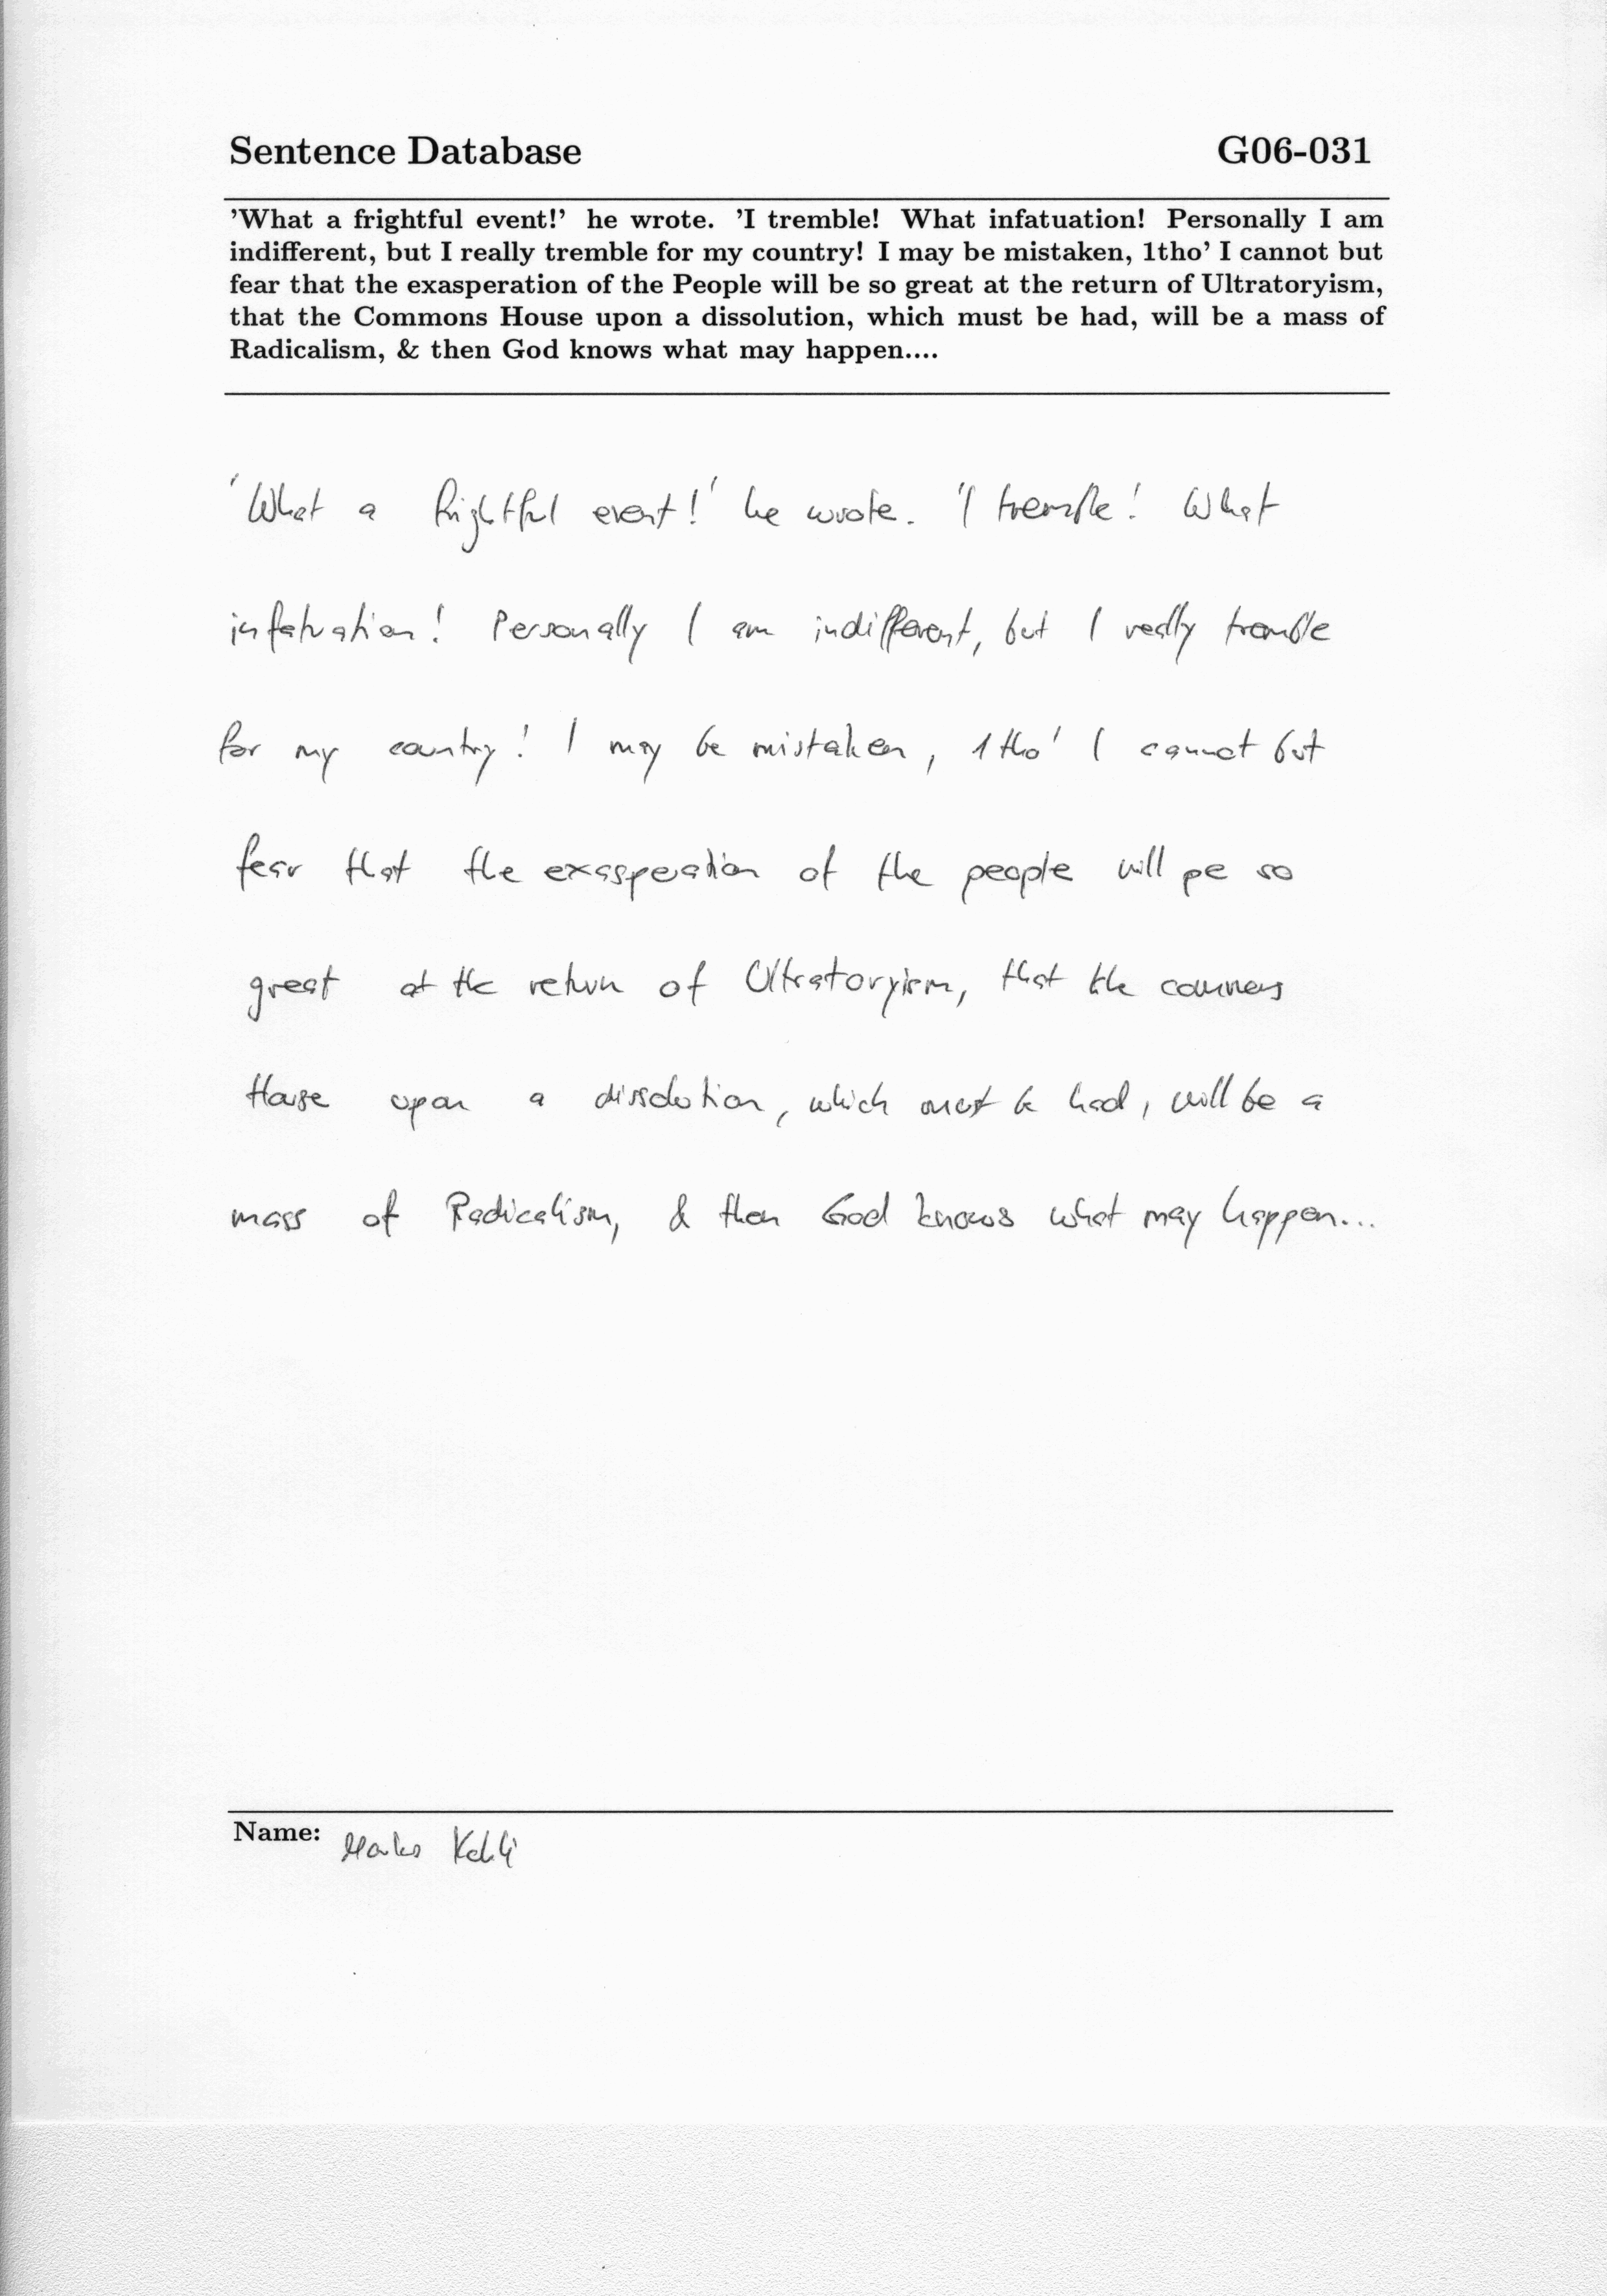 Sentence Database G06-031
'What a frightful event!' he wrote. 'I tremble! What infatuation! Personally I am
indifferent, but I really tremble for my country! I may be mistaken, 1tho' I cannot but
fear that the exasperation of the People will be so great at the return of Ultratoryism,
that the Commons House upon a dissolution, which must be had, will be a mass of
Radicalism, & then God knows what may happen....
'What a frightful event!' he wrote. 'I tremble! What
infatuation! Personally I am indifferent, but I really tremble
for my country! I may be mistaken, 1tho' I cannot but
fear that the exasperation of the people will pe so
great at the return of Ultratoryism, that the commons
House upon a dissolution, which must be had, will be a
mass of Radicalism, & then God knows what may happen...
Name: